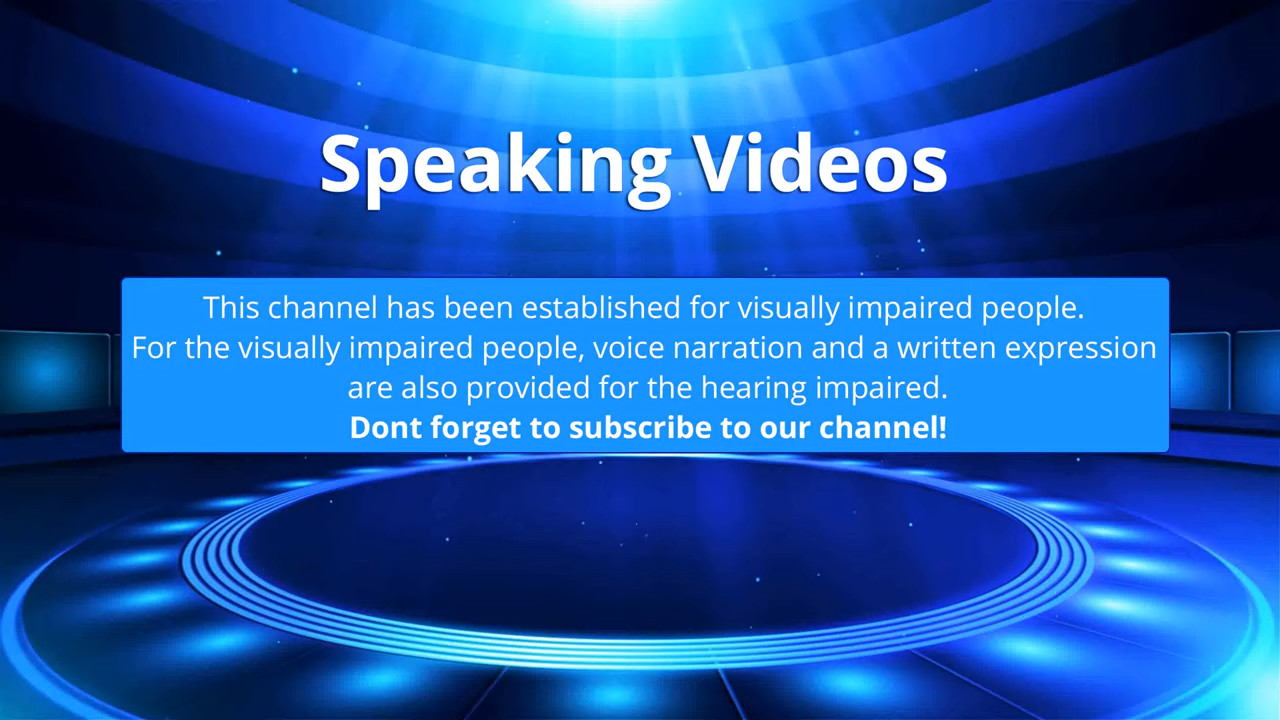 Speaking Videos
This channel has been established for visually impaired people.
For the visually impaired people, voice narration and a written expression
are also provided for the hearing impaired.
Dont forget to subscribe to our channel!